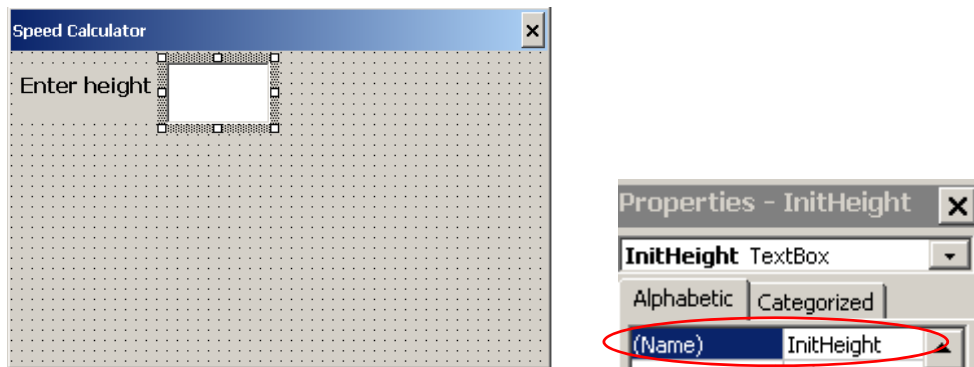 Speed Calculator
Enter height
Properties - InitHeight
InitHeight TextBox
Alphabetic Categorized
(Name) InitHeight